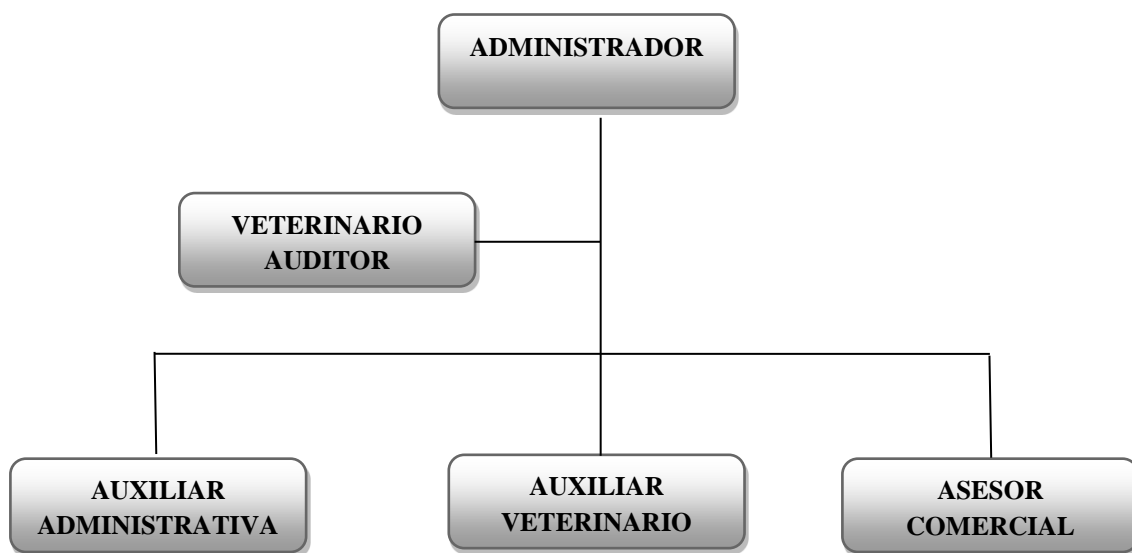 ADMINISTRADOR
VETERINARIO
AUDITOR
AUXILIAR
ADMINISTRATIVA
AUXILIAR
VETERINARIO
ASESOR
COMERCIAL